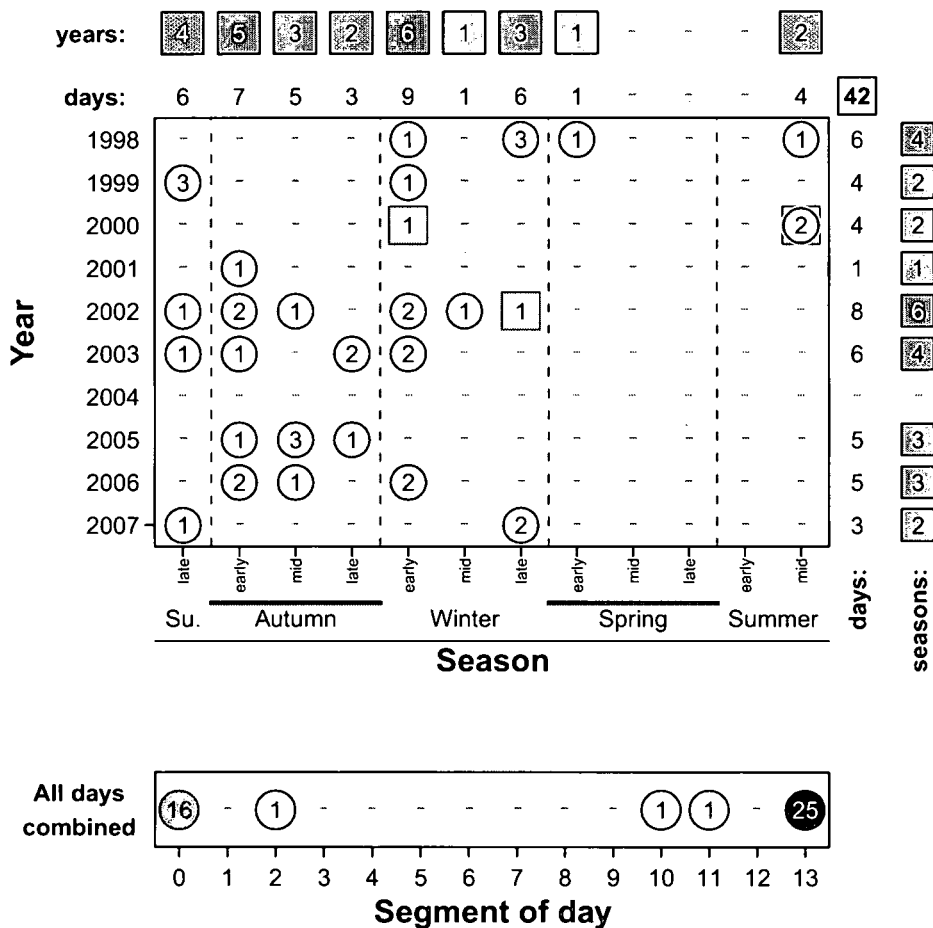 years: 4 5 3 2 6 1 3 1 - - - 2
days: 6 7 5 3 9 1 6 1 - - - 4 42
1998 - - - - 1 - 3 1 - - - 1 6 4
1999 3 - - - 1 - - - - - - - 4 2
2000 - - - - 1 - - - - - - 2 4 2
2001 - 1 - - - - - - - - - - 1 1
2002 1 2 1 - 2 1 1 - - - - - 8 6
2003 1 1 - 2 2 - - - - - - - 6 4
2004 - - - - - - - - - - - - - -
2005 - 1 3 1 - - - - - - - - 5 3
2006 - 2 1 - 2 - - - - - - - 5 3
2007 1 - - - - - 2 - - - - - 3 2
Year
late early mid late early mid late early mid late early mid
days:
seasons:
Su. Autumn Winter Spring Summer
Season
All days
combined
16 - 1 - - - - - - - 1 1 - 25
0 1 2 3 4 5 6 7 8 9 10 11 12 13
Segment of day